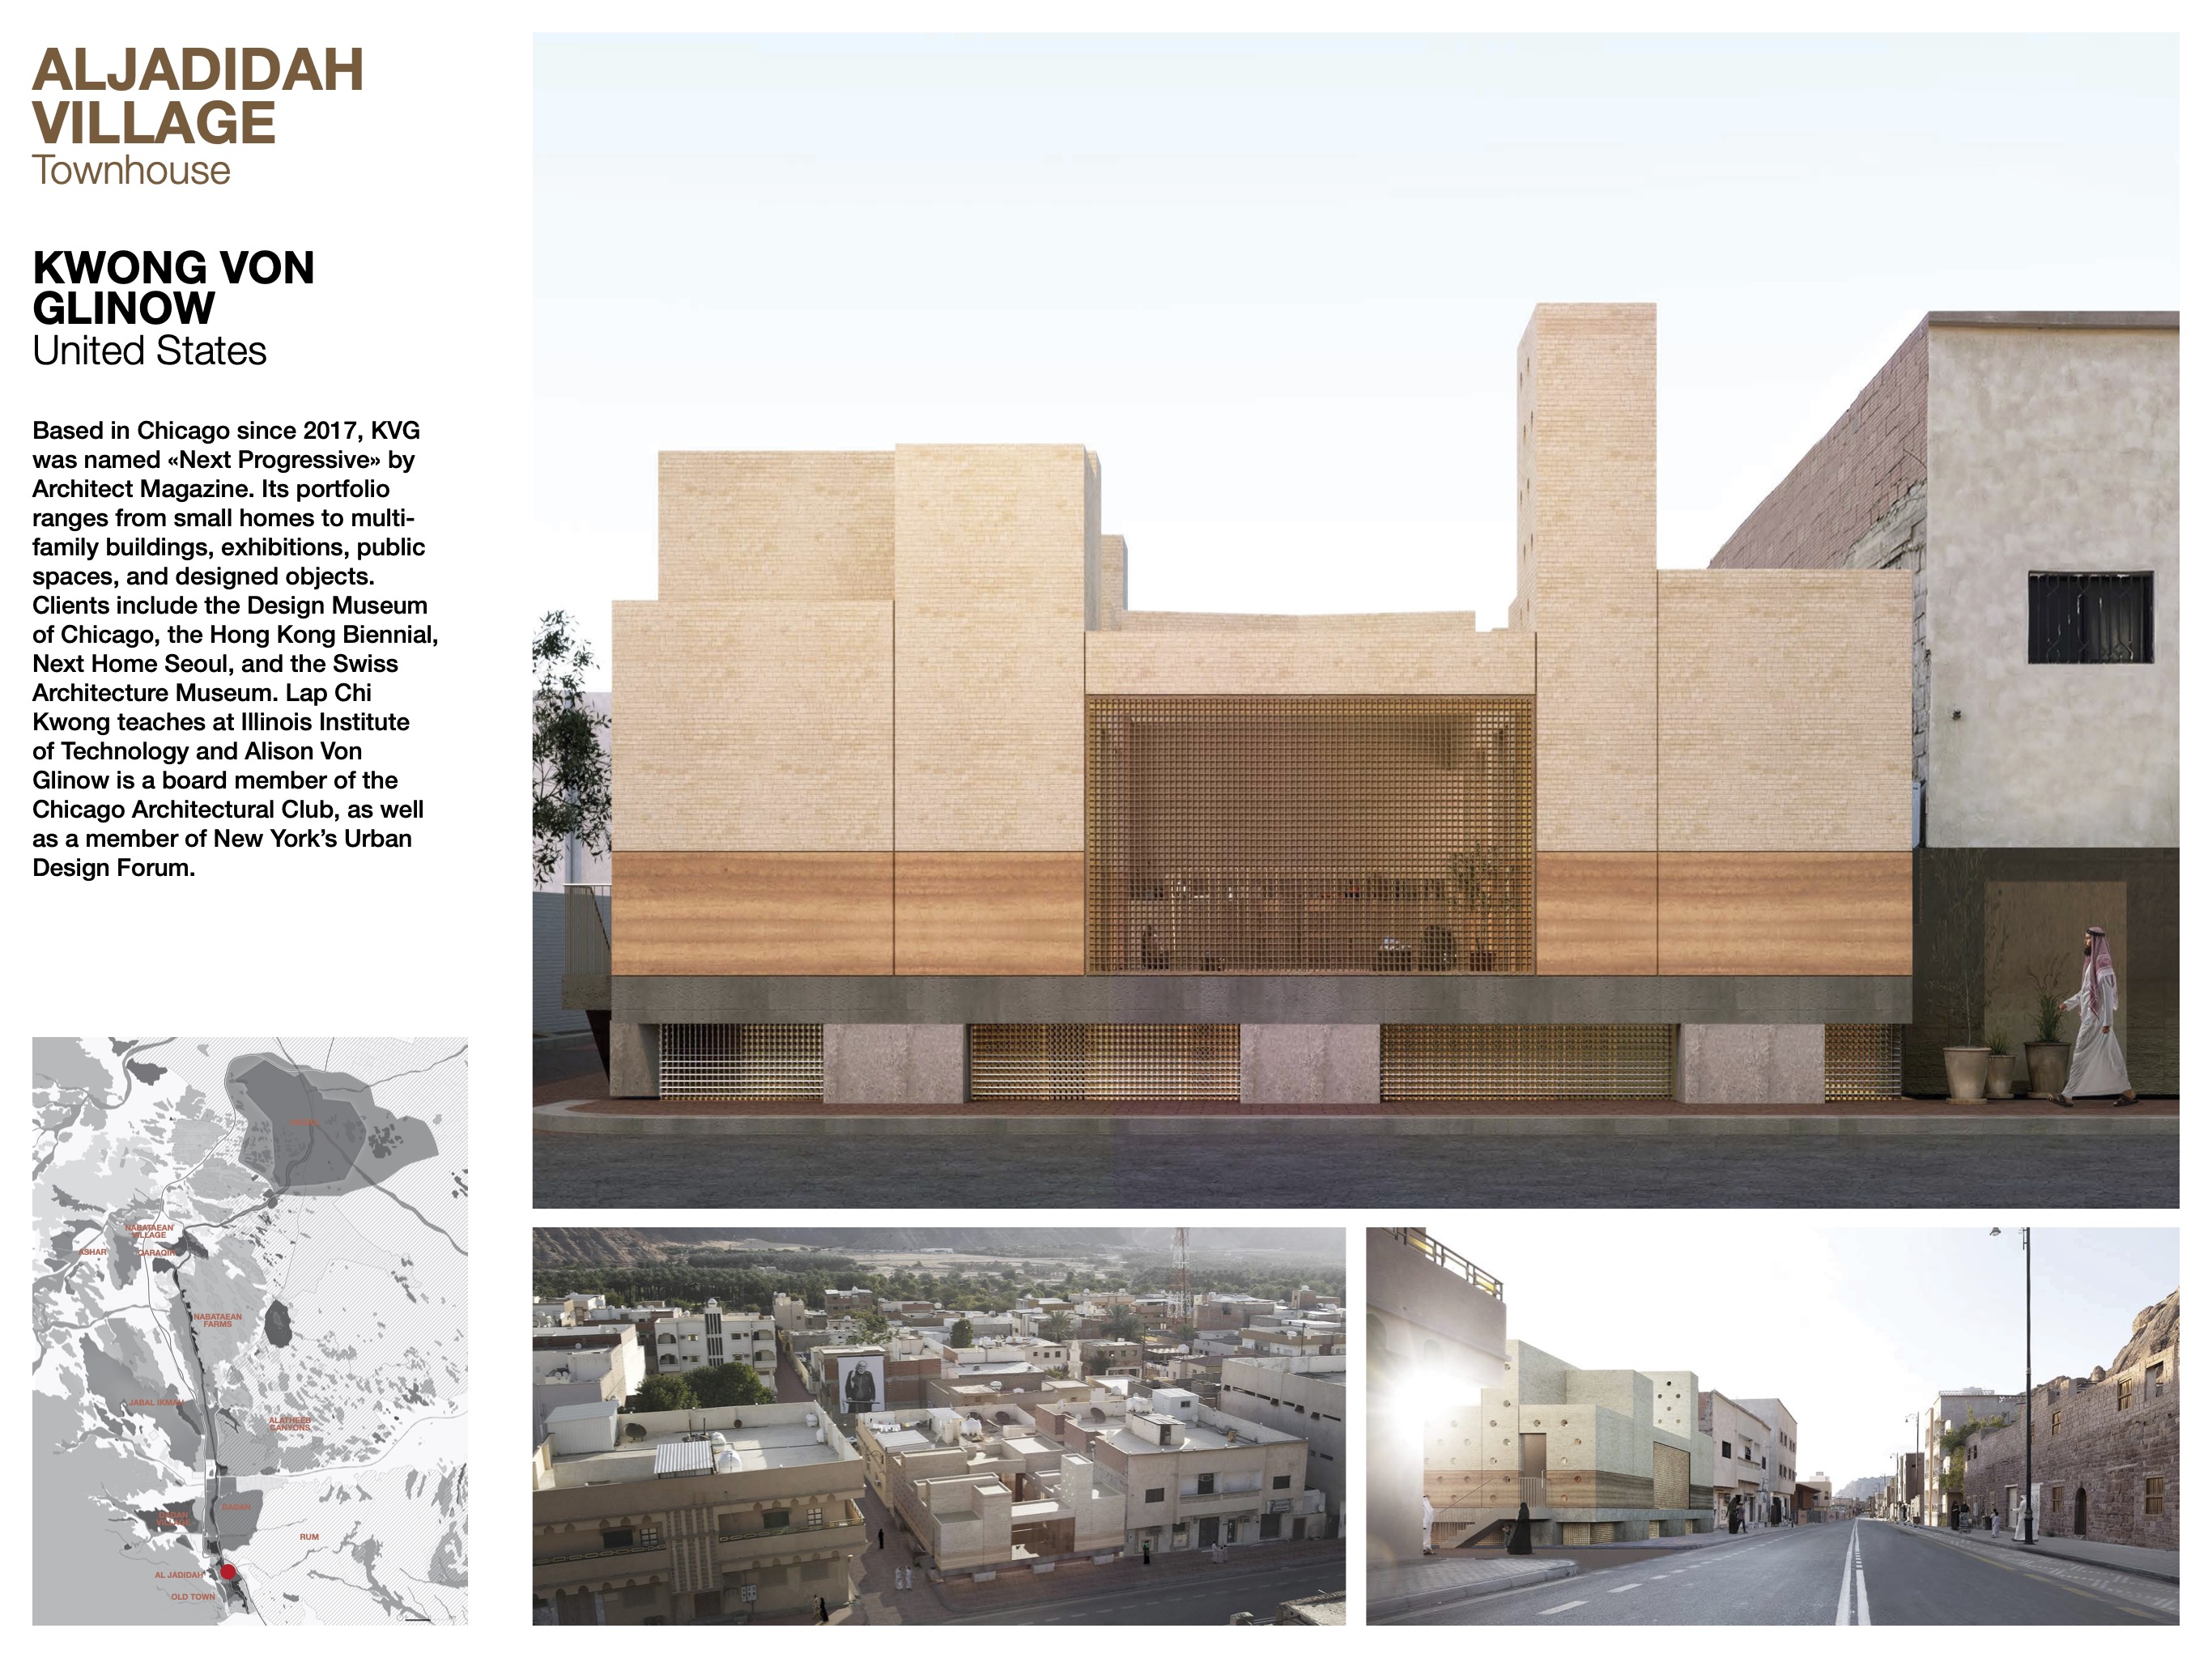 ALJADIDAH
VILLAGE
Townhouse
KWONG VON
GLINOW
United States
Based in Chicago since 2017, KVG
was named «Next Progressive» by
Architect Magazine. Its portfolio
ranges from small homes to multi-
family buildings, exhibitions, public
spaces, and designed objects.
Clients include the Design Museum
of Chicago, the Hong Kong Biennial,
Next Home Seoul, and the Swiss
Architecture Museum. Lap Chi
Kwong teaches at Illinois Institute
of Technology and Alison Von
Glinow is a board member of the
Chicago Architectural Club, as well
as a member of New York’s Urban
Design Forum.
NABATAEAN
VILLAGE
ASHAR
QARAQIR
NABATAEAN
FARMS
JABAL IKMAH
ALATHEEB
CANYONS
DADAN
RUM
AL JADIDAH
OLD TOWN